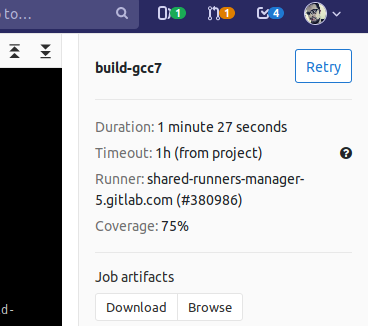 to...
1
1
4
build-gcc7
Retry
Duration: 1 minute 27 seconds
Timeout: 1h (from project)
Runner: shared-runners-manager-
5.gitlab.com (#380986)
Coverage: 75%
Job artifacts
d-
Download
Browse